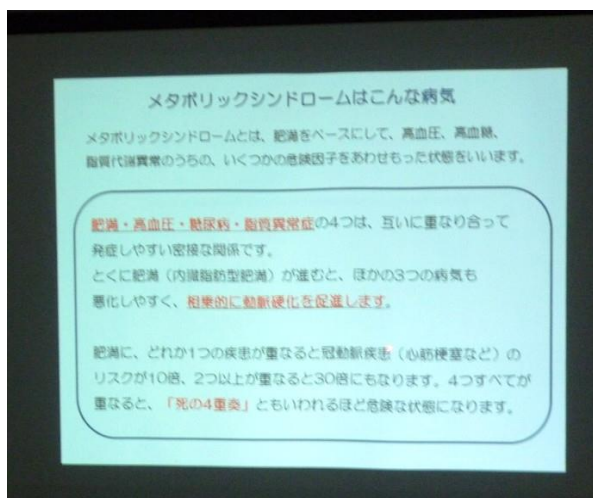 メタボリックシンドロームはこんな病気
メタボリックシンドロームとは、肥満をベースにして、高血圧、高血糖、
脂質代謝異常のうちの、いくつかの危険因子をあわせもった状態をいいます。
肥満・高血圧・糖尿病・脂質異常症の4つは、互いに重なり合って
発症しやすい密接な関係です。
とくに肥満（内臓脂肪型肥満）が進むと、ほかの3つの病気も
悪化しやすく、相乗的に動脈硬化を促進します。
肥満に、どれか1つの疾患が重なると冠動脈疾患（心筋梗塞など）の
リスクが10倍、2つ以上が重なると30倍にもなります。4つすべてが
重なると、「死の4重奏」ともいわれるほど危険な状態になります。